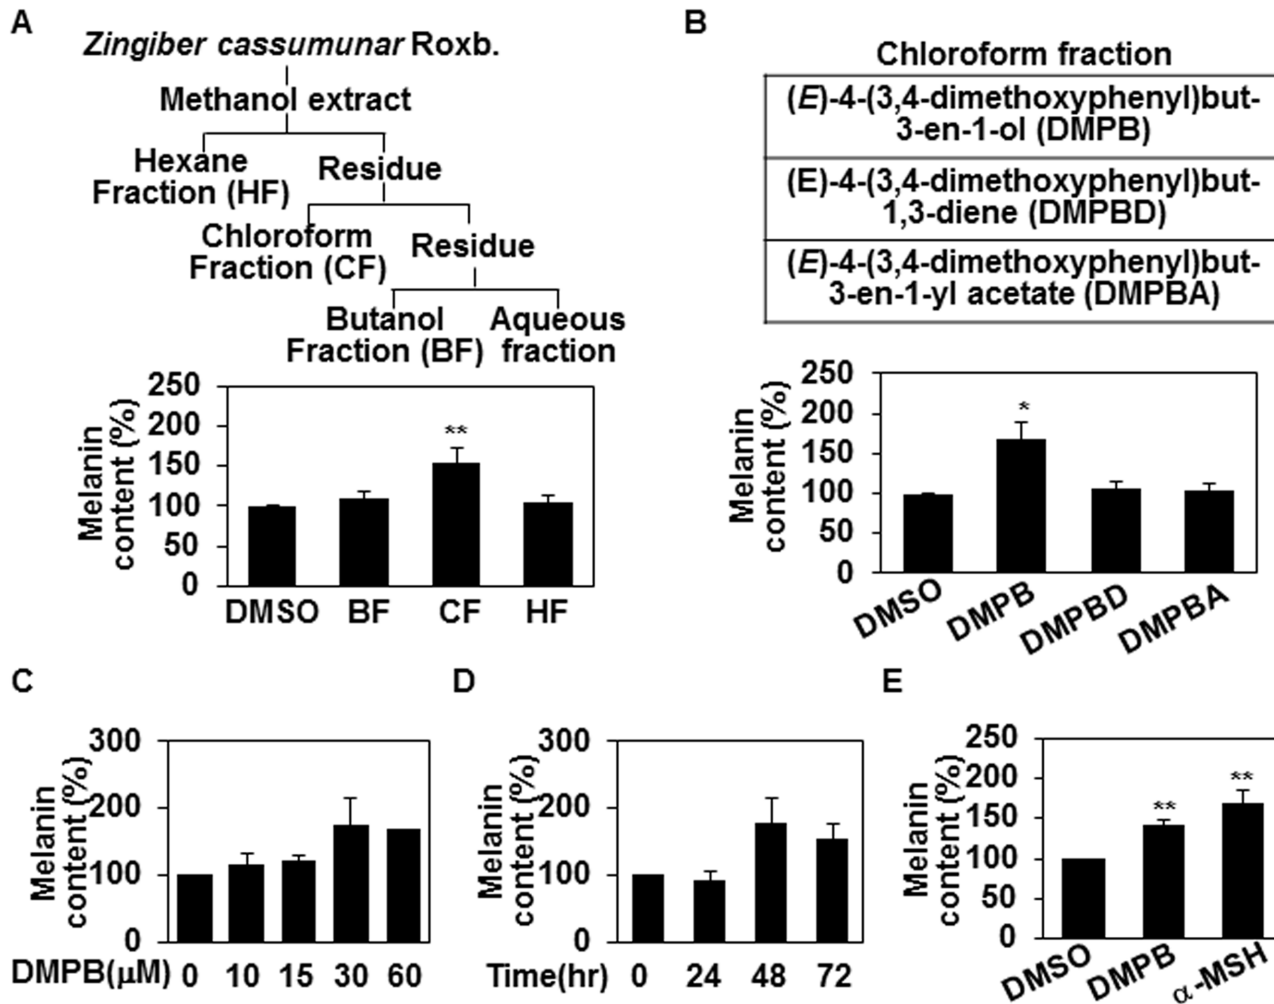 A
Zingiber cassumunar Roxb.
Methanol extract
Hexane
Fraction (HF)
Residue
Chloroform
Fraction (CF)
Residue
Butanol
Fraction (BF)
Aqueous
fraction
Melanin
content (%)
250
200
150
100
50
0
**
DMSO BF CF HF
B
Chloroform fraction
(E)-4-(3,4-dimethoxyphenyl)but-
3-en-1-ol (DMPB)
(E)-4-(3,4-dimethoxyphenyl)but-
1,3-diene (DMPBD)
(E)-4-(3,4-dimethoxyphenyl)but-
3-en-1-yl acetate (DMPBA)
Melanin
content (%)
250
200
150
100
50
0
*
DMSO DMPB DMPBD DMPBA
C
Melanin
content (%)
300
200
100
0
DMPB(μM) 0 10 15 30 60
D
Melanin
content (%)
300
200
100
0
Time(hr) 0 24 48 72
E
Melanin
content (%)
250
200
150
100
50
0
**
**
DMSO DMPB α-MSH